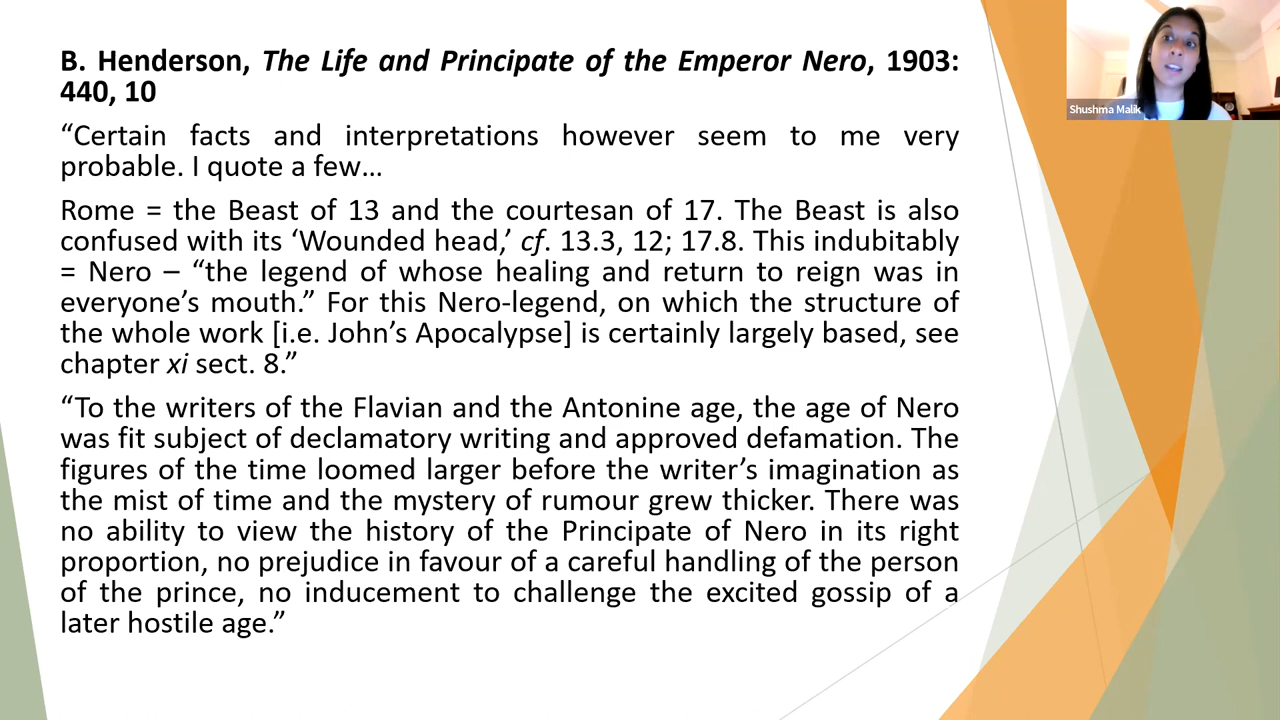 B. Henderson, The Life and Principate of the Emperor Nero, 1903:
440, 10
“Certain facts and interpretations however seem to me very
probable. I quote a few…
Rome = the Beast of 13 and the courtesan of 17. The Beast is also
confused with its ‘Wounded head,’ cf. 13.3, 12; 17.8. This indubitably
= Nero – “the legend of whose healing and return to reign was in
everyone’s mouth.” For this Nero-legend, on which the structure of
the whole work [i.e. John’s Apocalypse] is certainly largely based, see
chapter xi sect. 8.”
“To the writers of the Flavian and the Antonine age, the age of Nero
was fit subject of declamatory writing and approved defamation. The
figures of the time loomed larger before the writer’s imagination as
the mist of time and the mystery of rumour grew thicker. There was
no ability to view the history of the Principate of Nero in its right
proportion, no prejudice in favour of a careful handling of the person
of the prince, no inducement to challenge the excited gossip of a
later hostile age.”
Shushma Malik